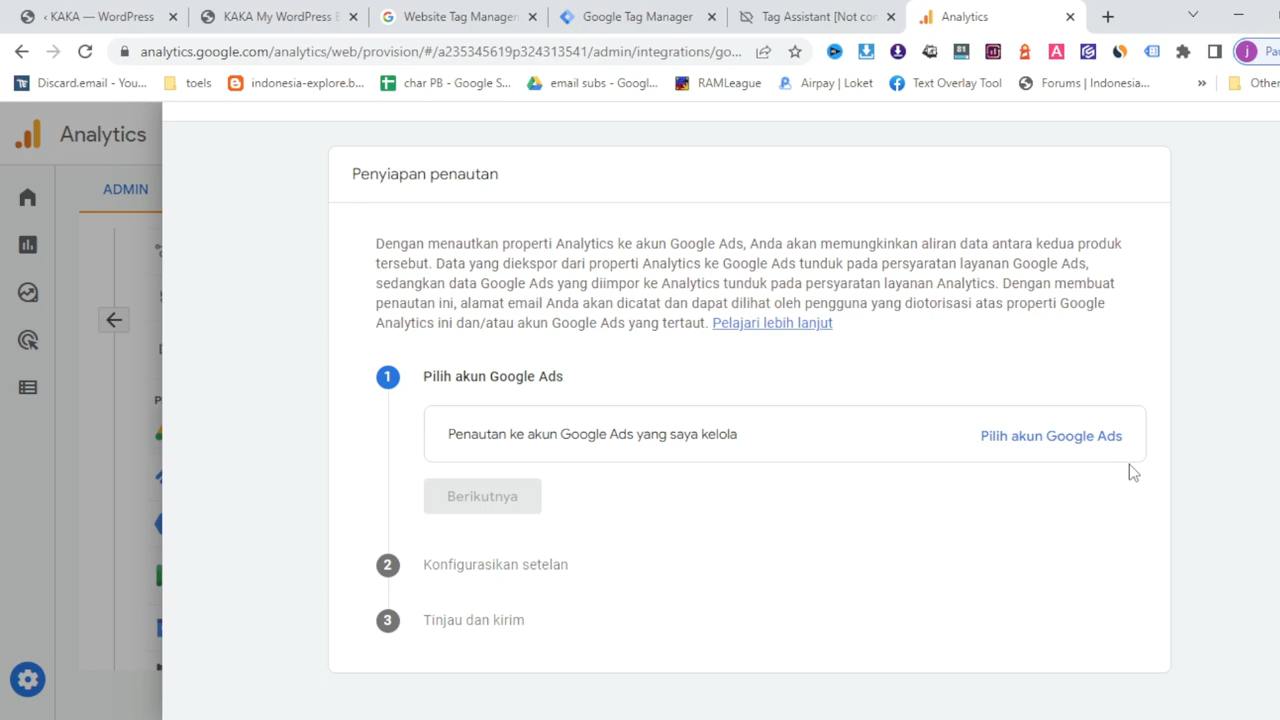 ‹ KAKA — WordPress
KAKA My WordPress B
Website Tag Manager
Google Tag Manager
Tag Assistant [Not con
Analytics
analytics.google.com/analytics/web/provision/#/a235345619p324313541/admin/integrations/go...
81
j
Pau
Discard.email - You...
toels
indonesia-explore.b...
char PB - Google S...
email subs - Googl...
RAMLeague
Airpay | Loket
Text Overlay Tool
Forums | Indonesia...
»
Other
Analytics
ADMIN
Penyiapan penautan
Dengan menautkan properti Analytics ke akun Google Ads, Anda akan memungkinkan aliran data antara kedua produk
tersebut. Data yang diekspor dari properti Analytics ke Google Ads tunduk pada persyaratan layanan Google Ads,
sedangkan data Google Ads yang diimpor ke Analytics tunduk pada persyaratan layanan Analytics. Dengan membuat
penautan ini, alamat email Anda akan dicatat dan dapat dilihat oleh pengguna yang diotorisasi atas properti Google
Analytics ini dan/atau akun Google Ads yang tertaut. Pelajari lebih lanjut
1 Pilih akun Google Ads
Penautan ke akun Google Ads yang saya kelola
Pilih akun Google Ads
Berikutnya
2 Konfigurasikan setelan
3 Tinjau dan kirim